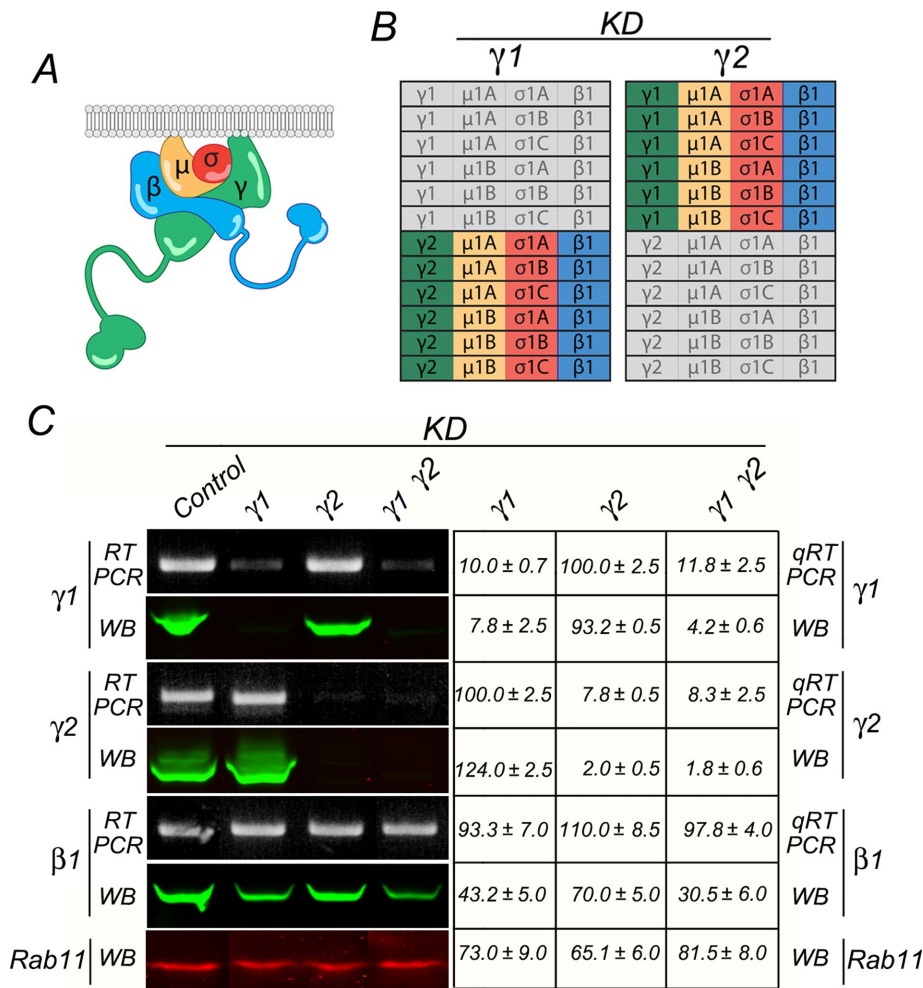 A
β
μ
σ
γ
B
KD
γ1
γ2
γ1 μ1A σ1A β1 γ1 μ1A σ1A β1
γ1 μ1A σ1B β1 γ1 μ1A σ1B β1
γ1 μ1A σ1C β1 γ1 μ1A σ1C β1
γ1 μ1B σ1A β1 γ1 μ1B σ1A β1
γ1 μ1B σ1B β1 γ1 μ1B σ1B β1
γ1 μ1B σ1C β1 γ1 μ1B σ1C β1
γ2 μ1A σ1A β1 γ2 μ1A σ1A β1
γ2 μ1A σ1B β1 γ2 μ1A σ1B β1
γ2 μ1A σ1C β1 γ2 μ1A σ1C β1
γ2 μ1B σ1A β1 γ2 μ1B σ1A β1
γ2 μ1B σ1B β1 γ2 μ1B σ1B β1
γ2 μ1B σ1C β1 γ2 μ1B σ1C β1
C
KD
Control γ1 γ2 γ1 γ2 γ1 γ2 γ1 γ2
γ1
RT PCR 10.0 ± 0.7 100.0 ± 2.5 11.8 ± 2.5 qRT PCR
WB 7.8 ± 2.5 93.2 ± 0.5 4.2 ± 0.6 WB
γ1
γ2
RT PCR 100.0 ± 2.5 7.8 ± 0.5 8.3 ± 2.5 qRT PCR
WB 124.0 ± 2.5 2.0 ± 0.5 1.8 ± 0.6 WB
γ2
β1
RT PCR 93.3 ± 7.0 110.0 ± 8.5 97.8 ± 4.0 qRT PCR
WB 43.2 ± 5.0 70.0 ± 5.0 30.5 ± 6.0 WB
β1
Rab11 WB 73.0 ± 9.0 65.1 ± 6.0 81.5 ± 8.0 WB Rab11